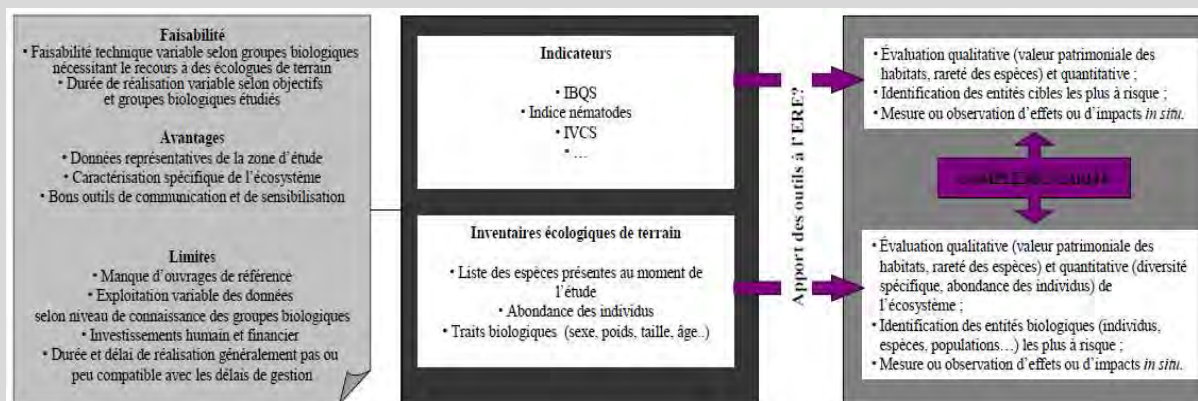 Faisabilité
• Faisabilité technique variable selon groupes biologiques
nécessitant le recours à des écologues de terrain
• Durée de réalisation variable selon objectifs
et groupes biologiques étudiés
Avantages
• Données représentatives de la zone d'étude
• Caractérisation spécifique de l'écosystème
• Bons outils de communication et de sensibilisation
Limites
• Manque d'ouvrages de référence
• Exploitation variable des données
selon niveau de connaissance des groupes biologiques
• Investissements humain et financier
• Durée et délai de réalisation généralement pas ou
peu compatible avec les délais de gestion
Indicateurs
• IBQS
• Indice nématodes
• IVCS
• …
Inventaires écologiques de terrain
• Liste des espèces présentes au moment de
l'étude
• Abondance des individus
• Traits biologiques (sexe, poids, taille, âge..)
Apport des outils à l'ERE?
• Évaluation qualitative (valeur patrimoniale des
habitats, rareté des espèces) et quantitative ;
• Identification des entités cibles les plus à risque ;
• Mesure ou observation d'effets ou d'impacts in situ.
• Évaluation qualitative (valeur patrimoniale des
habitats, rareté des espèces) et quantitative (diversité
spécifique, abondance des individus) de
l'écosystème ;
• Identification des entités biologiques (individus,
espèces, populations…) les plus à risque ;
• Mesure ou observation d'effets ou d'impacts in situ.